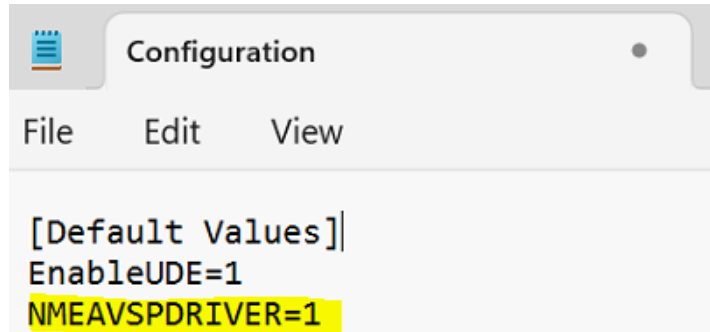 Configuration
File Edit View
[Default Values]
EnableUDE=1
NMEAVSPDRIVER=1